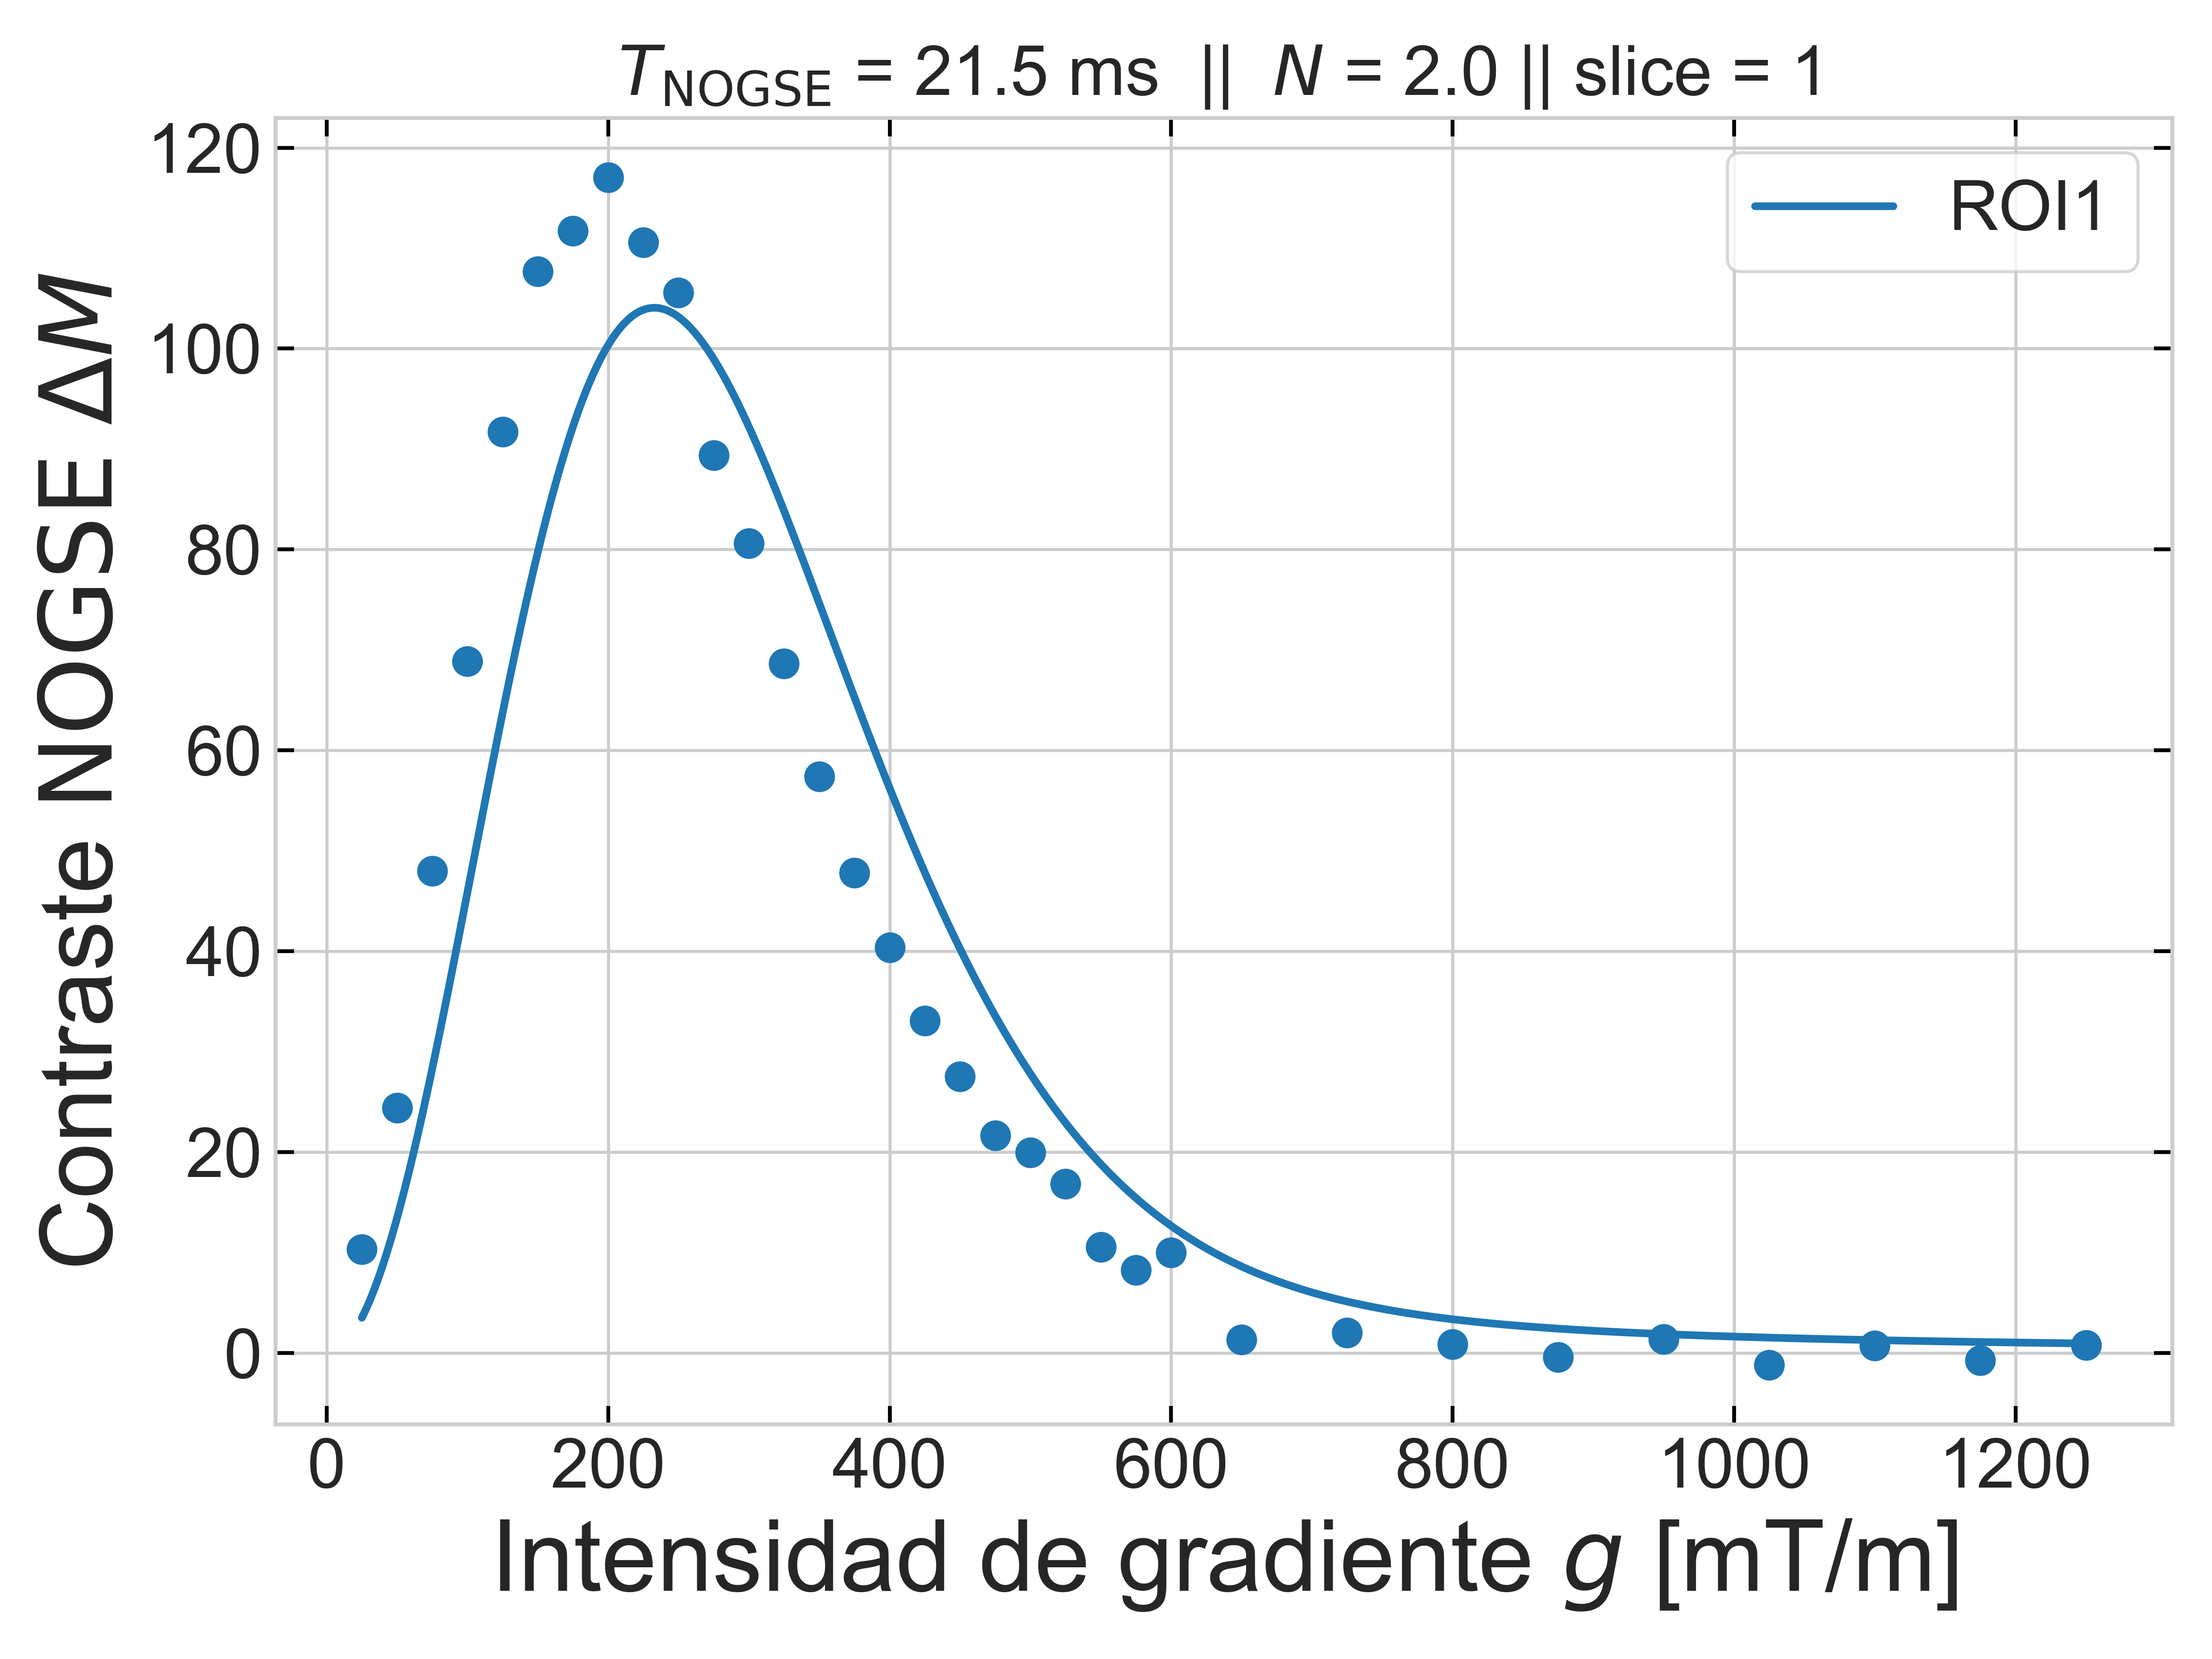 T_NOGSE = 21.5 ms || N = 2.0 || slice = 1
ROI1
Contraste NOGSE ΔM
120
100
80
60
40
20
0
0 200 400 600 800 1000 1200
Intensidad de gradiente g [mT/m]